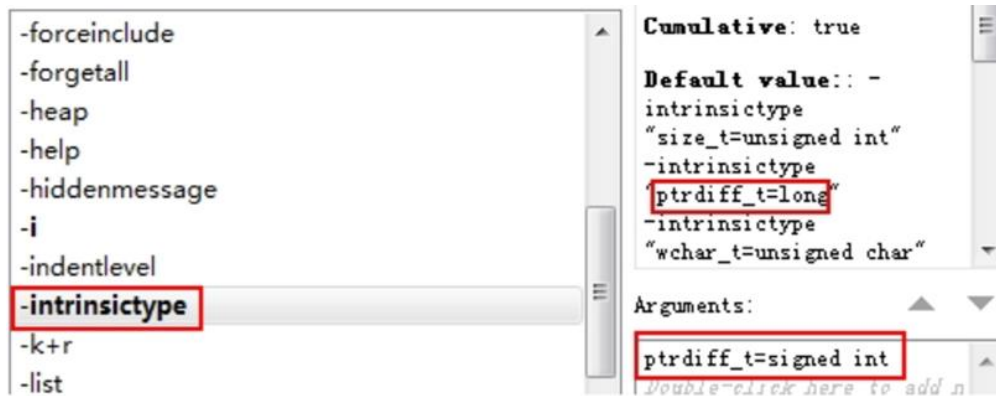 -forceinclude
-forgetall
-heap
-help
-hiddenmessage
-i
-indentlevel
-intrinsictype
-k+r
-list
Cumulative: true
Default value:: -
intrinsictype
"size_t=unsigned int"
-intrinsictype
"ptrdiff_t=long"
-intrinsictype
"wchar_t=unsigned char"
Arguments:
ptrdiff_t=signed int
Double-click here to add n